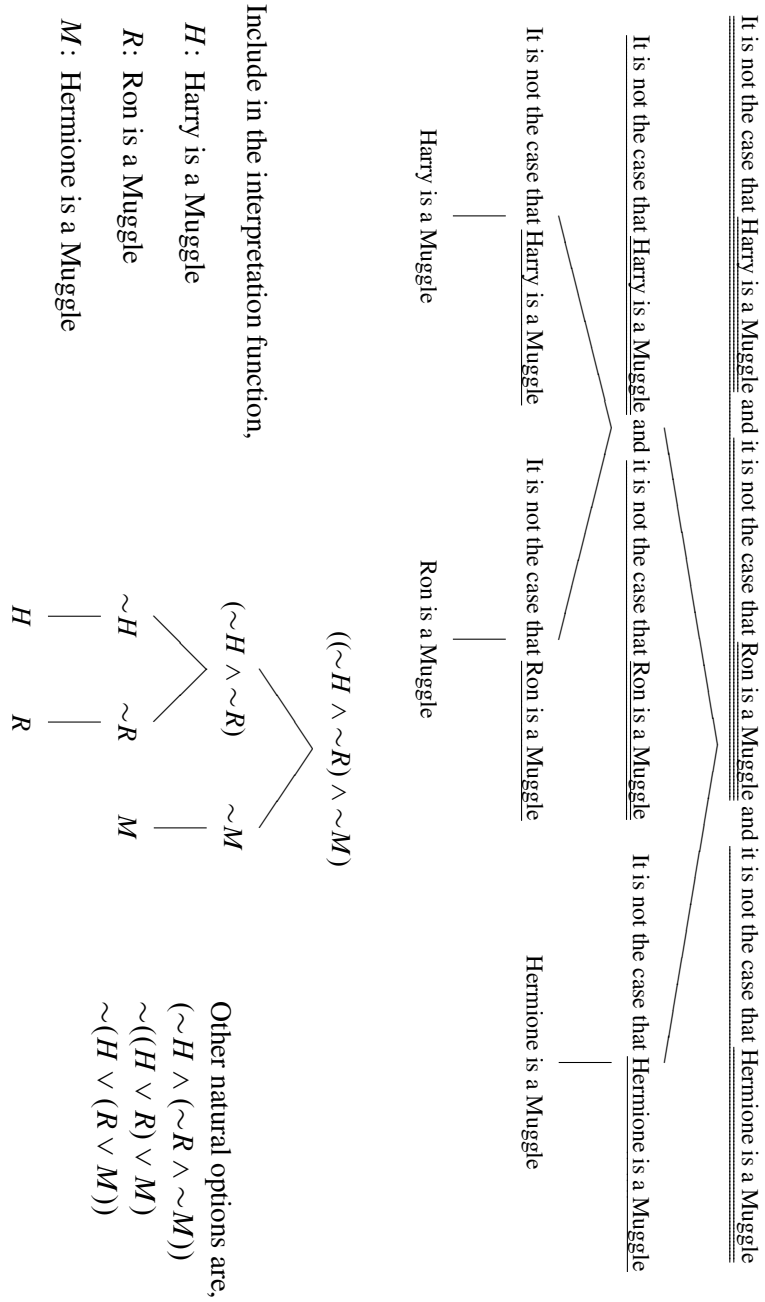 It is not the case that Harry is a Muggle and it is not the case that Ron is a Muggle and it is not the case that Hermione is a Muggle
It is not the case that Harry is a Muggle and it is not the case that Ron is a Muggle
It is not the case that Hermione is a Muggle
It is not the case that Harry is a Muggle
It is not the case that Ron is a Muggle
Hermione is a Muggle
Harry is a Muggle
Ron is a Muggle
Include in the interpretation function,
H: Harry is a Muggle
R: Ron is a Muggle
M: Hermione is a Muggle
((∼H ∧ ∼R) ∧ ∼M)
(∼H ∧ ∼R)
∼M
∼H
∼R
M
H
R
Other natural options are,
(∼H ∧ (∼R ∧ ∼M))
∼((H ∨ R) ∨ M)
∼(H ∨ (R ∨ M))